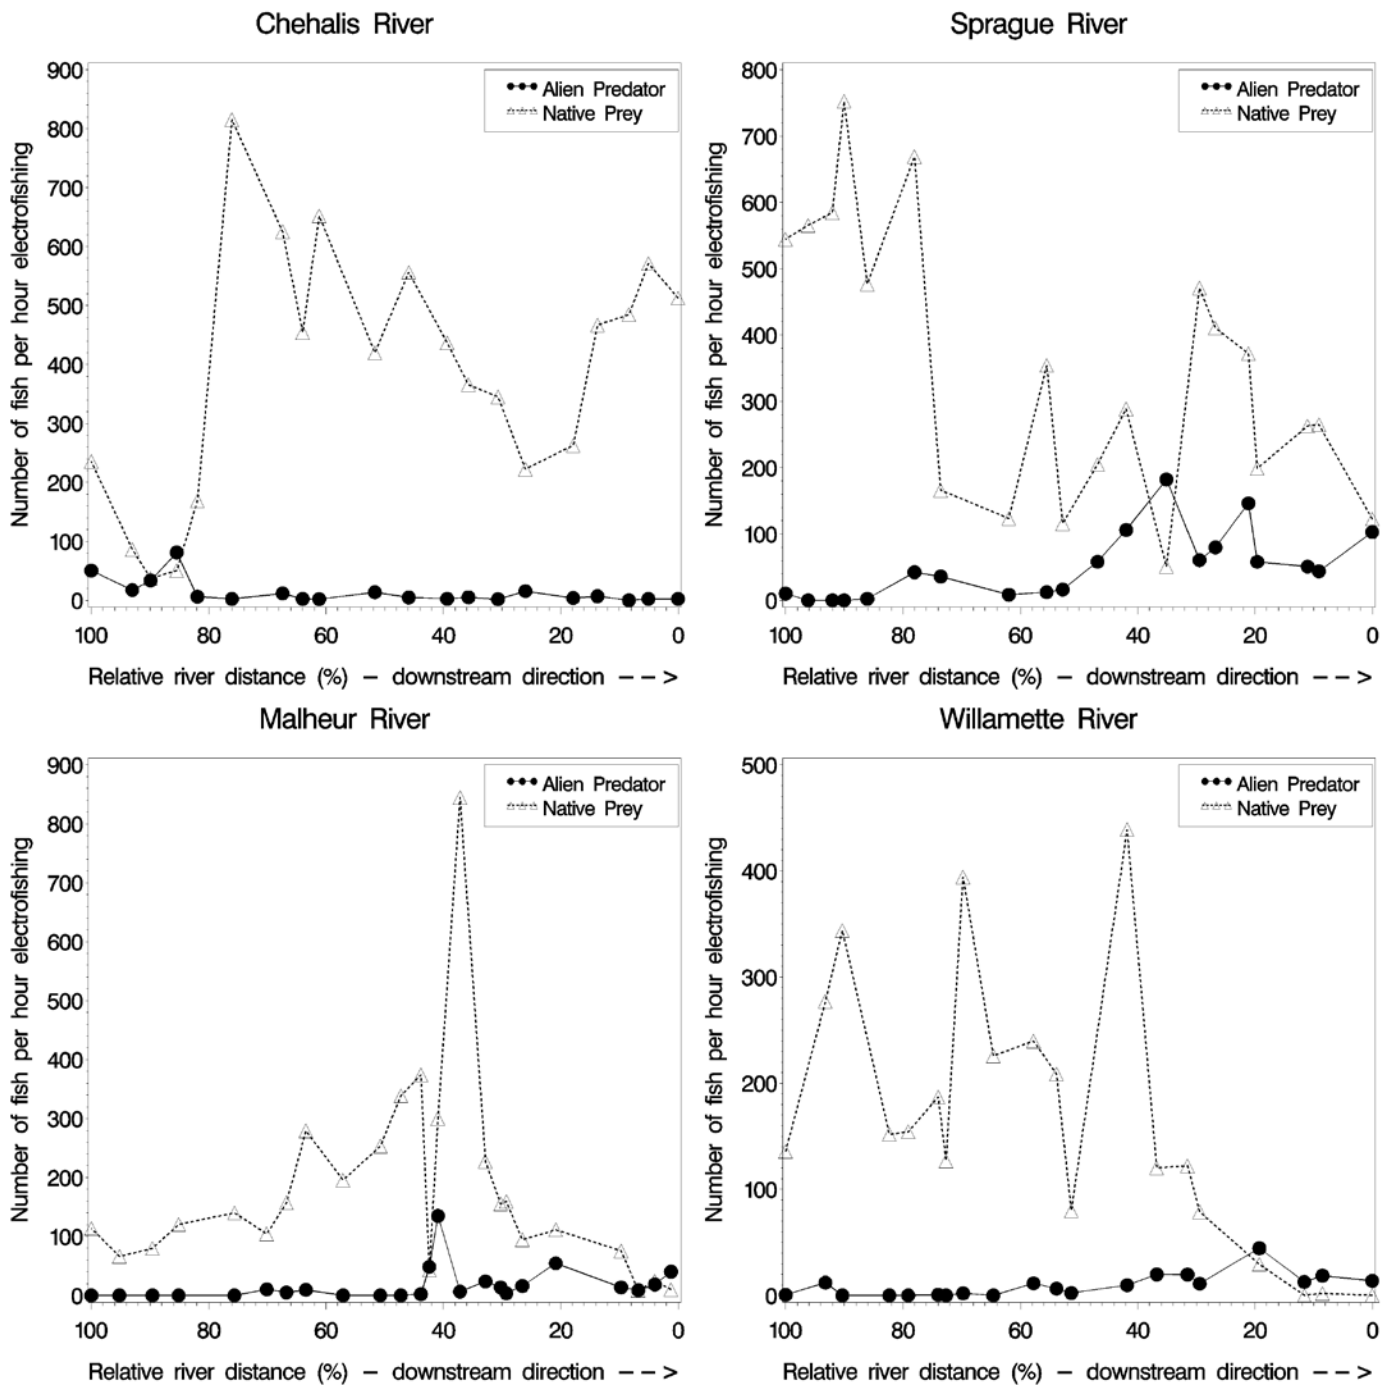 Chehalis River
Number of fish per hour electrofishing
900
800
700
600
500
400
300
200
100
0
Alien Predator
Native Prey
100 80 60 40 20 0
Relative river distance (%) – downstream direction – – >
Sprague River
Number of fish per hour electrofishing
800
700
600
500
400
300
200
100
0
Alien Predator
Native Prey
100 80 60 40 20 0
Relative river distance (%) – downstream direction – – >
Malheur River
Number of fish per hour electrofishing
900
800
700
600
500
400
300
200
100
0
Alien Predator
Native Prey
100 80 60 40 20 0
Relative river distance (%) – downstream direction – – >
Willamette River
Number of fish per hour electrofishing
500
400
300
200
100
0
Alien Predator
Native Prey
100 80 60 40 20 0
Relative river distance (%) – downstream direction – – >